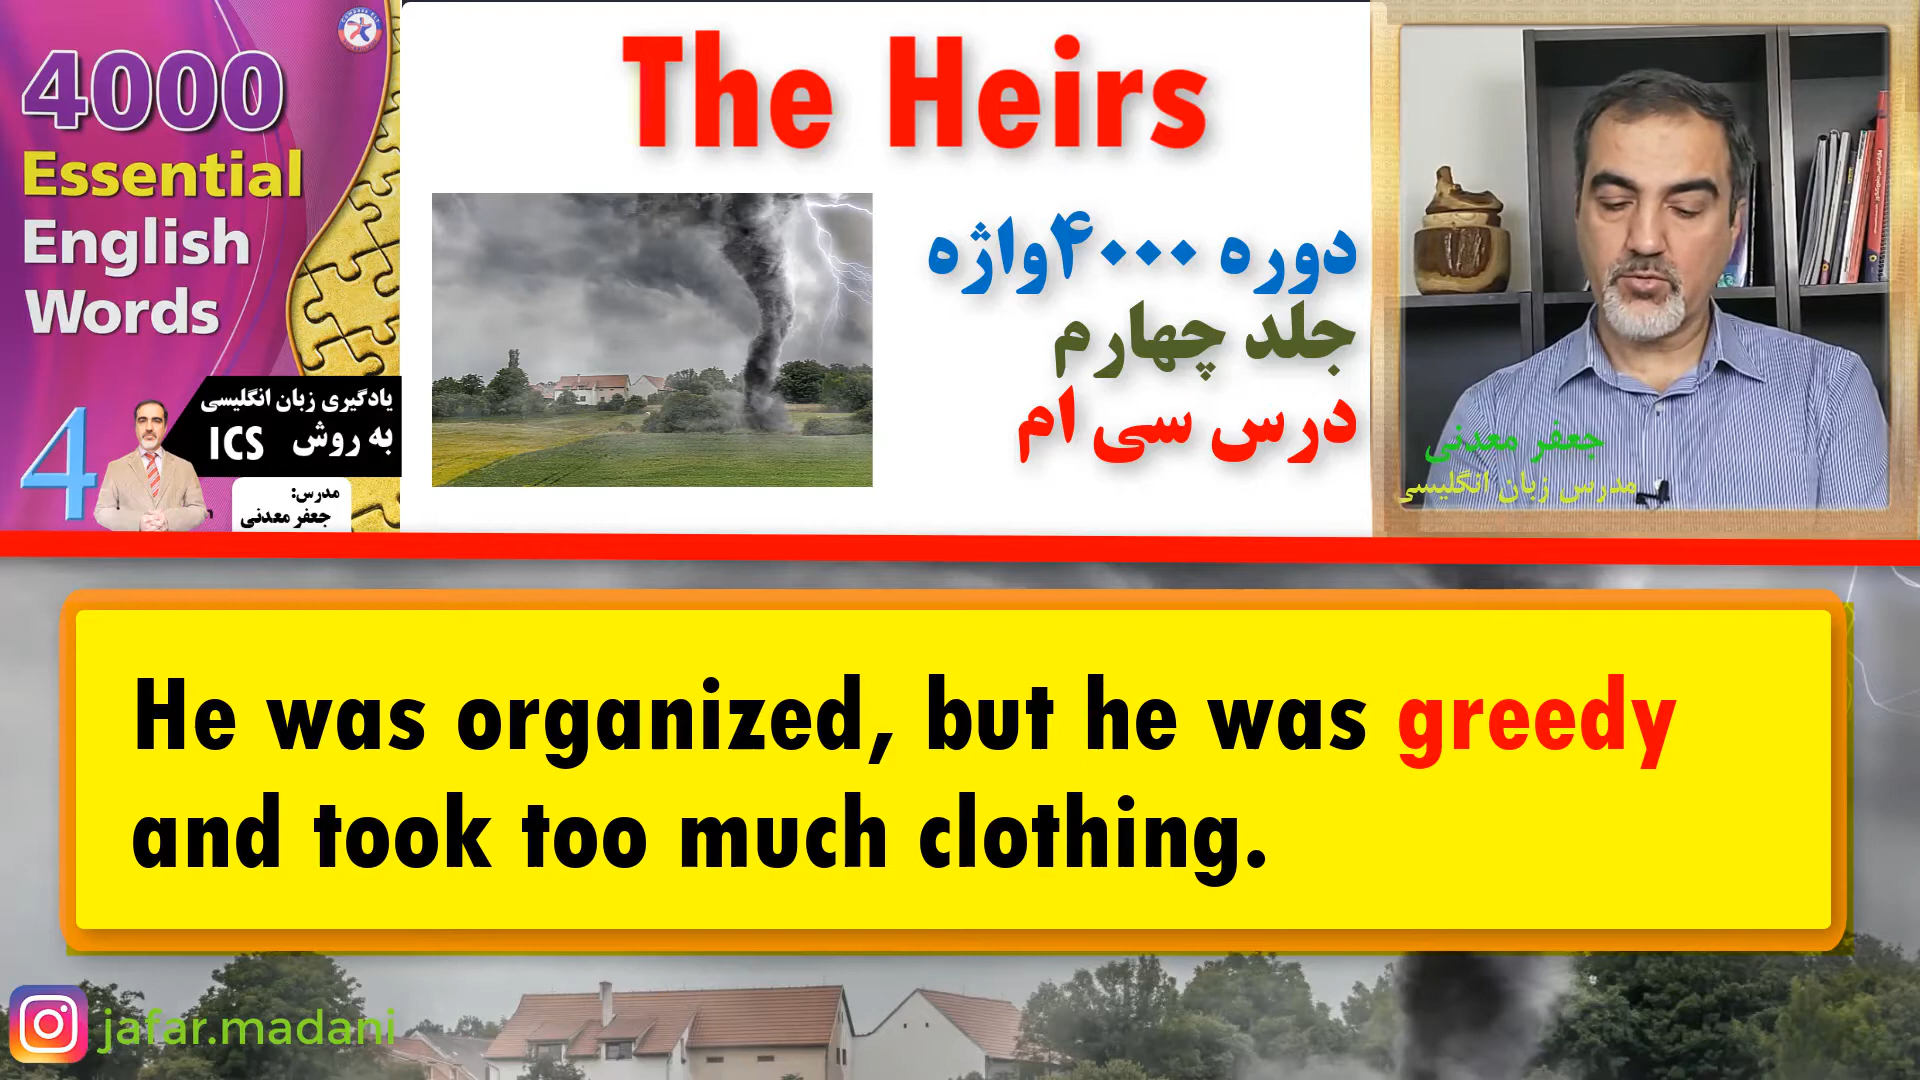 4000
Essential
English
Words
4
یادگیری زبان انگلیسی
به روش ICS
مدرس:
جعفر معدنی
The Heirs
دوره ۴۰۰۰ واژه
جلد چهارم
درس سی ام
جعفر معدنی
مدرس زبان انگلیسی
He was organized, but he was greedy
and took too much clothing.
jafar.madani